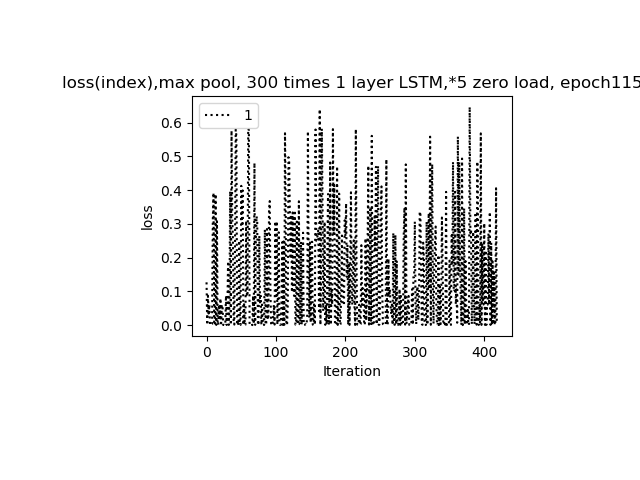 loss(index),max pool, 300 times 1 layer LSTM,*5 zero load, epoch115
1
0.6
0.5
0.4
0.3
0.2
0.1
0.0
loss
0 100 200 300 400
Iteration